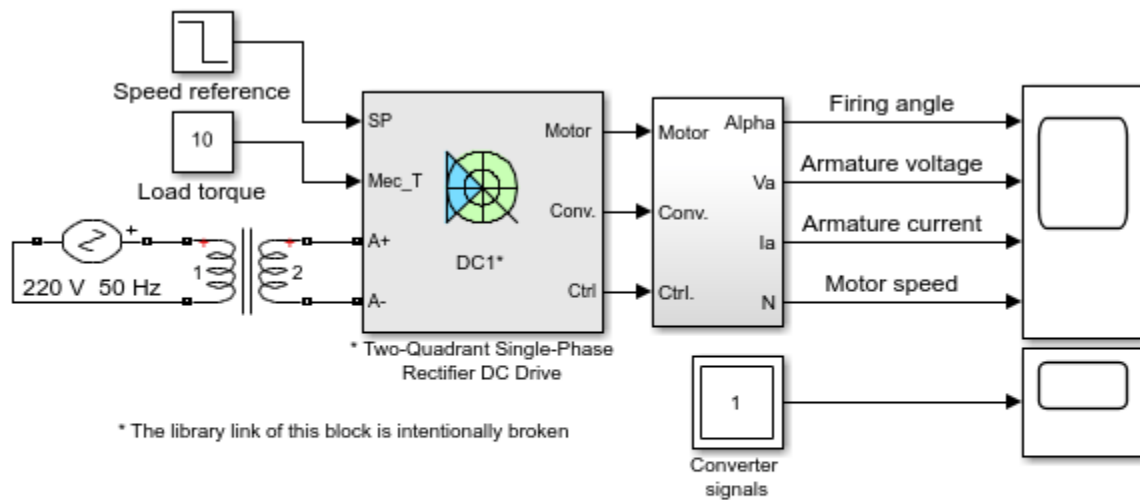 Speed reference
10
Load torque
220 V 50 Hz
+
1
2
SP
Mec_T
A+
A-
Motor
Conv.
Ctrl
DC1*
* Two-Quadrant Single-Phase
Rectifier DC Drive
Motor
Conv.
Ctrl.
Alpha
Va
Ia
N
Firing angle
Armature voltage
Armature current
Motor speed
1
Converter
signals
* The library link of this block is intentionally broken